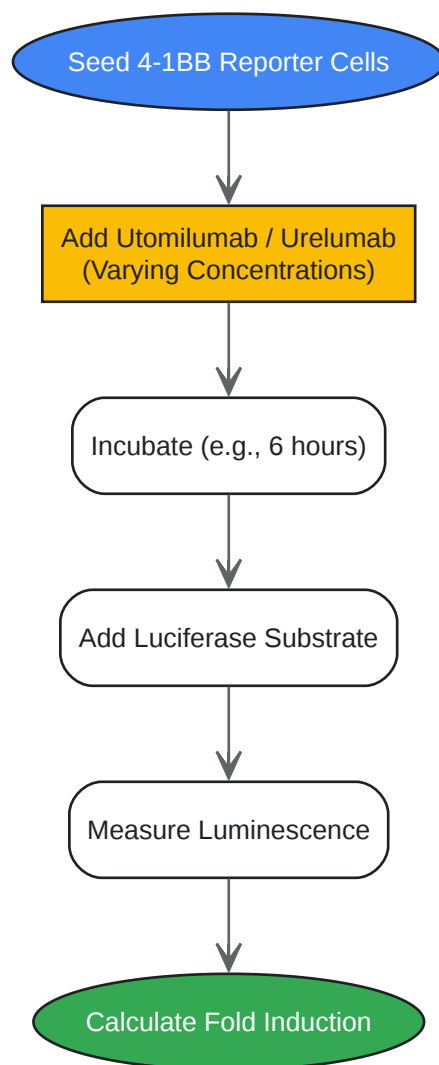 Seed 4-1BB Reporter Cells
Add Utomilumab / Urelumab
(Varying Concentrations)
Incubate (e.g., 6 hours)
Add Luciferase Substrate
Measure Luminescence
Calculate Fold Induction